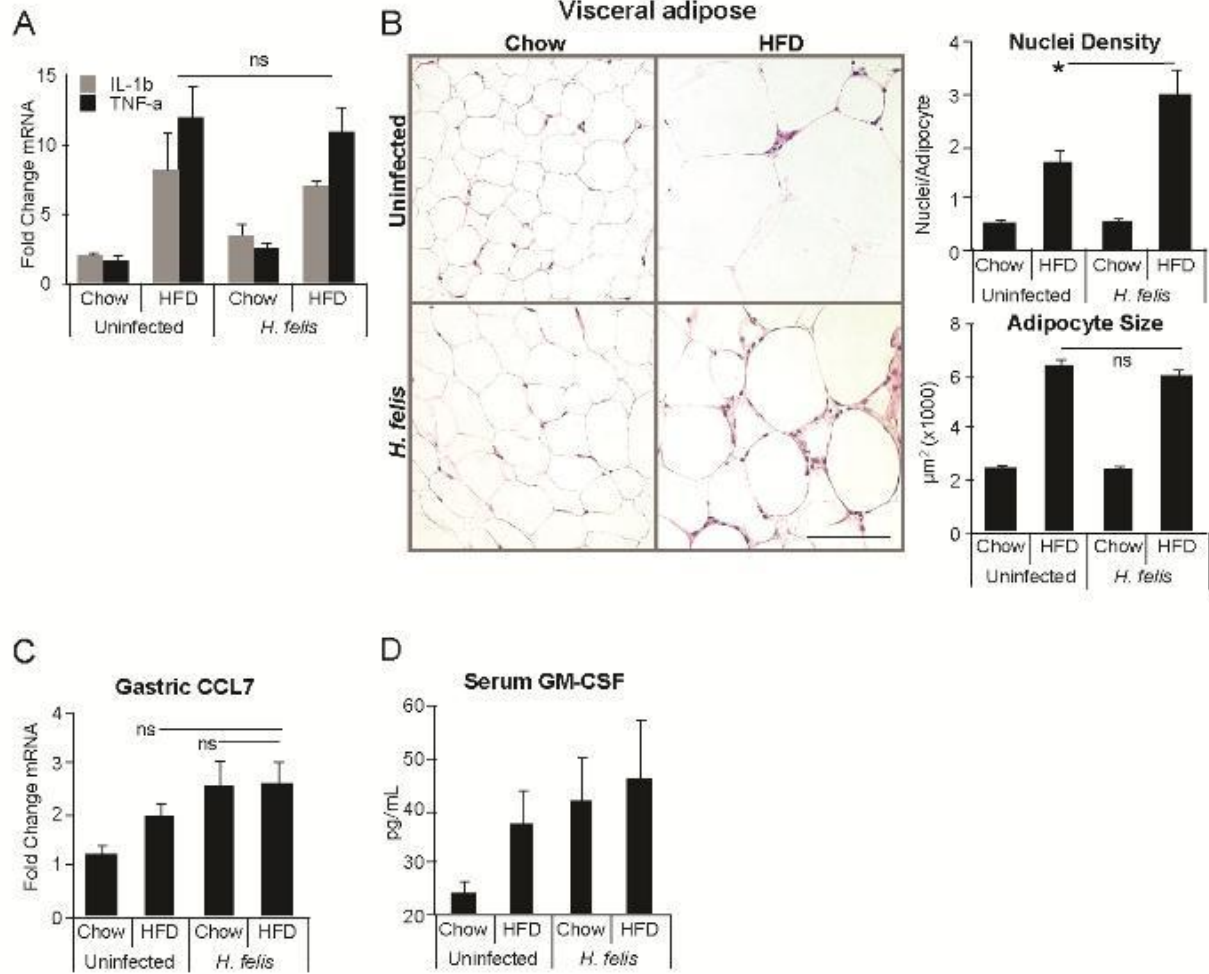 A
Fold Change mRNA
15
10
5
0
IL-1b
TNF-a
ns
Chow HFD Chow HFD
Uninfected H. felis
B
Visceral adipose
Chow HFD
Uninfected
H. felis
Nuclei Density
Nuclei/Adipocyte
4
3
2
1
0
*
Chow HFD Chow HFD
Uninfected H. felis
Adipocyte Size
µm² (x1000)
8
6
4
2
0
ns
Chow HFD Chow HFD
Uninfected H. felis
C
Gastric CCL7
Fold Change mRNA
4
3
2
1
0
ns
ns
Chow HFD Chow HFD
Uninfected H. felis
D
Serum GM-CSF
pg/mL
60
50
40
30
20
Chow HFD Chow HFD
Uninfected H. felis